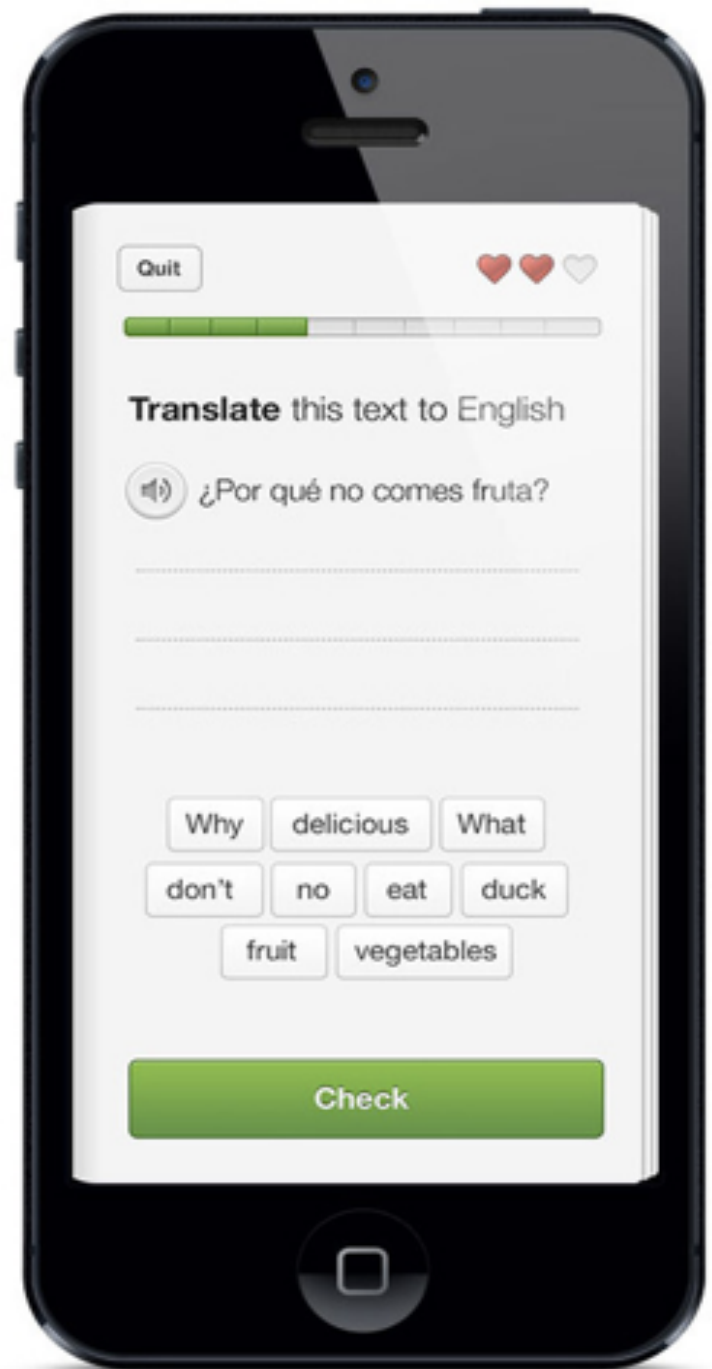 Quit
Translate this text to English
¿Por qué no comes fruta?
Why delicious What
don't no eat duck
fruit vegetables
Check